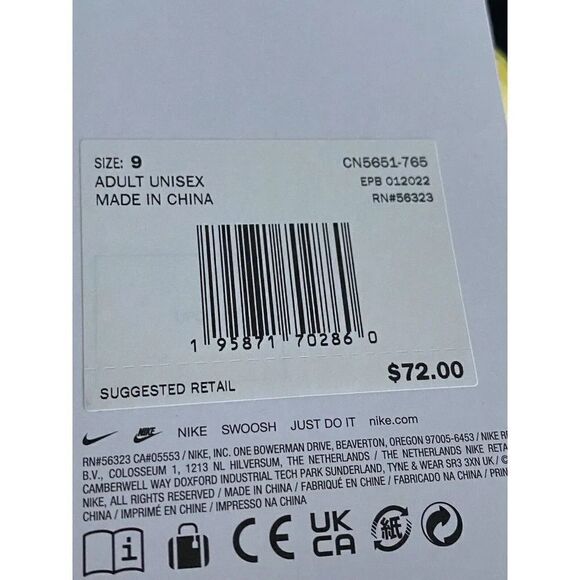 SIZE: 9
CN5651-765
ADULT UNISEX
EPB 012022
MADE IN CHINA
RN#56323
1 95871 70286 0
$72.00
SUGGESTED RETAIL
NIKE NIKE SWOOSH JUST DO IT nike.com
RN#56323 CA#05553 / NIKE, INC. ONE BOWERMAN DRIVE, BEAVERTON, OREGON 97005-6453 / NIKE
B.V., COLOSSEUM 1, 1213 NL HILVERSUM, THE NETHERLANDS / THE NETHERLANDS NIKE RETA
CAMBERWELL WAY DOXFORD INDUSTRIAL TECH PARK SUNDERLAND, TYNE & WEAR SR3 3XN UK /
NIKE, ALL RIGHTS RESERVED / MADE IN CHINA / FABRIQUÉ EN CHINE / FABRICADO NA CHINA /
CHINA / IMPRIMÉ EN CHINE / IMPRESSO NA CHINA
i CE UK CA 紙